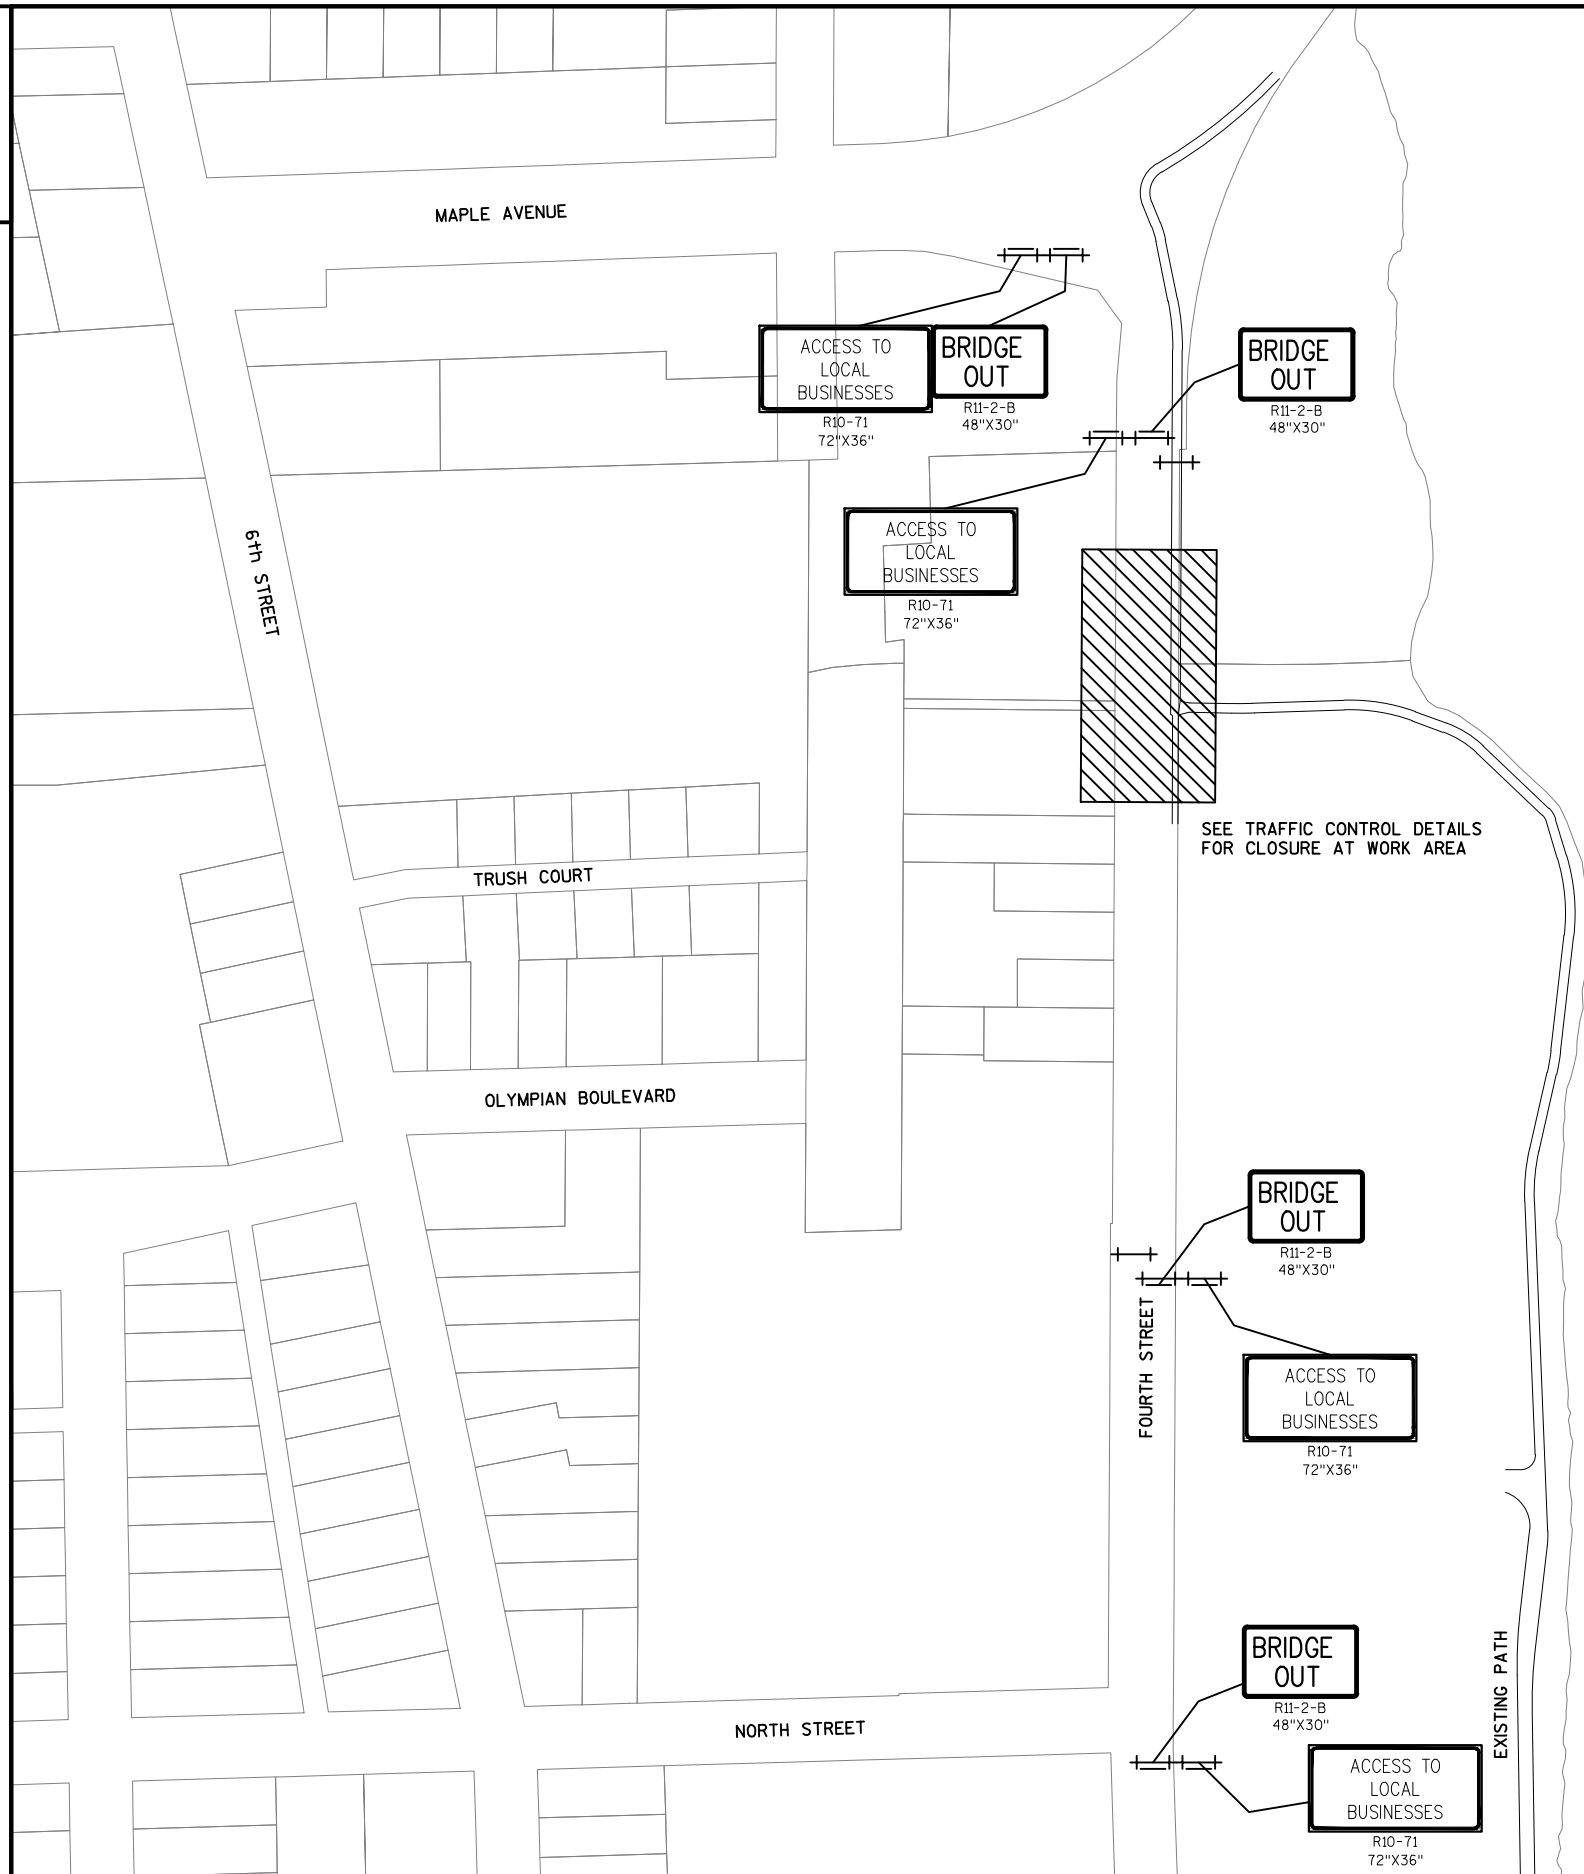 MAPLE AVENUE
ACCESS TO
LOCAL
BUSINESSES
R10-71
72"X36"
BRIDGE
OUT
R11-2-B
48"X30"
BRIDGE
OUT
R11-2-B
48"X30"
ACCESS TO
LOCAL
BUSINESSES
R10-71
72"X36"
6th STREET
SEE TRAFFIC CONTROL DETAILS
FOR CLOSURE AT WORK AREA
TRUSH COURT
OLYMPIAN BOULEVARD
BRIDGE
OUT
R11-2-B
48"X30"
FOURTH STREET
ACCESS TO
LOCAL
BUSINESSES
R10-71
72"X36"
BRIDGE
OUT
R11-2-B
48"X30"
EXISTING PATH
NORTH STREET
ACCESS TO
LOCAL
BUSINESSES
R10-71
72"X36"